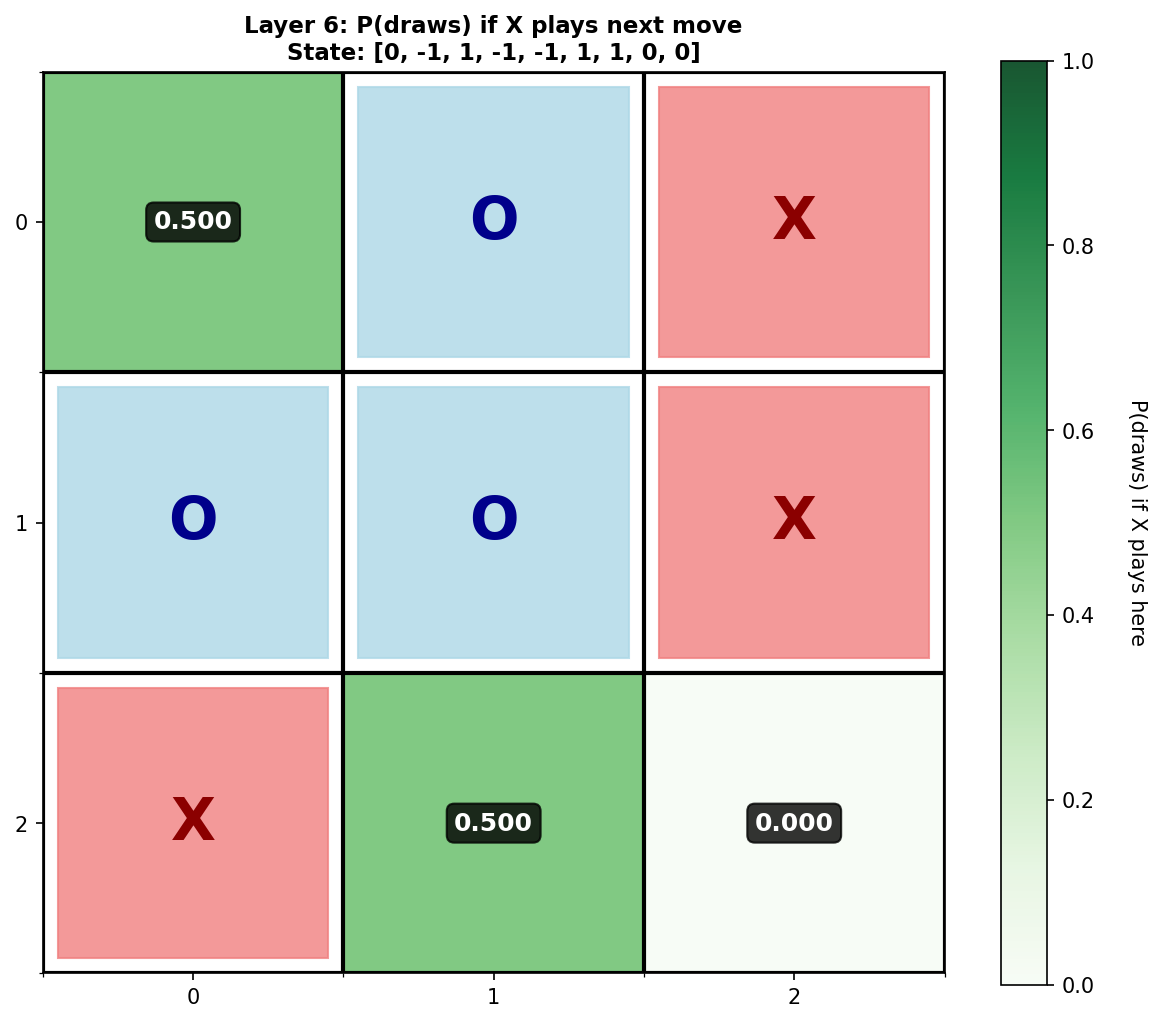 Layer 6: P(draws) if X plays next move
State: [0, -1, 1, -1, -1, 1, 1, 0, 0]
0
0.500
O
X
1
O
O
X
2
X
0.500
0.000
0
1
2
1.0
0.8
0.6
0.4
0.2
0.0
P(draws) if X plays here